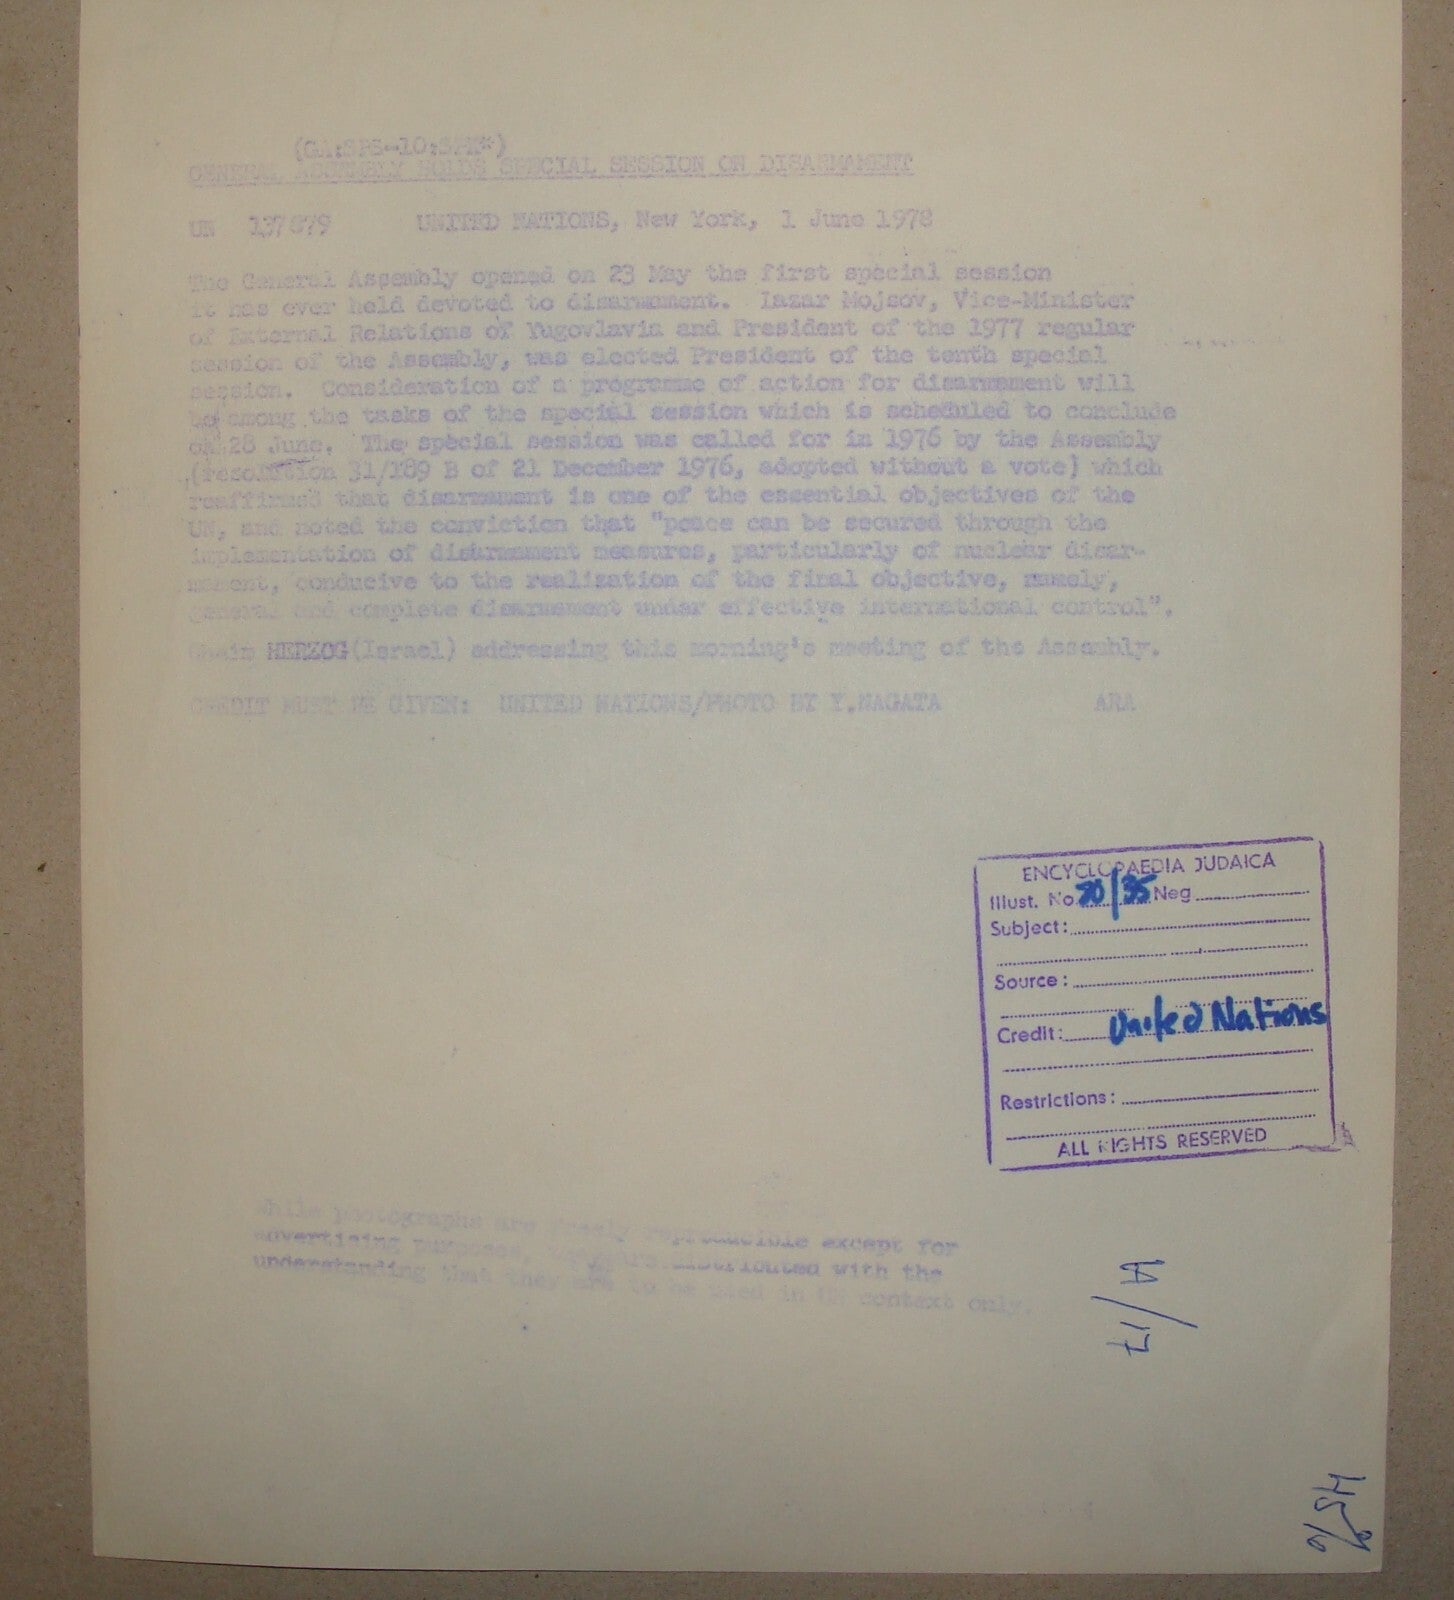 GENERAL ASSEMBLY HOLDS SPECIAL SESSION ON DISARMAMENT
UN 137879 UNITED NATIONS, New York, 1 June 1978
The General Assembly opened on 23 May the first special session
it has ever held devoted to disarmament. Lazar Mojsov, Vice-Minister
of External Relations of Yugovlavia and President of the 1977 regular
session of the Assembly, was elected President of the tenth special
session. Consideration of a programme of action for disarmament will
be among the tasks of the special session which is scheduled to conclude
on 28 June. The special session was called for in 1976 by the Assembly
(resolution 31/189 B of 21 December 1976, adopted without a vote) which
reaffirmed that disarmament is one of the essential objectives of the
UN, and noted the conviction that "peace can be secured through the
implementation of disarmament measures, particularly of nuclear disar-
mament, conducive to the realization of the final objective, namely,
general and complete disarmament under effective international control".
Chaim HERZOG (Israel) addressing this morning's meeting of the Assembly.
CREDIT MUST BE GIVEN: UNITED NATIONS/PHOTO BY Y.NAGATA ARA
ENCYCLOPAEDIA JUDAICA
Illust. No. 70/35 Neg
Subject:
Source:
Credit: United Nations
Restrictions:
ALL RIGHTS RESERVED
While photographs are freely reproducible except for
advertising purposes, distributed with the
understanding that they are to be used in UN context only.